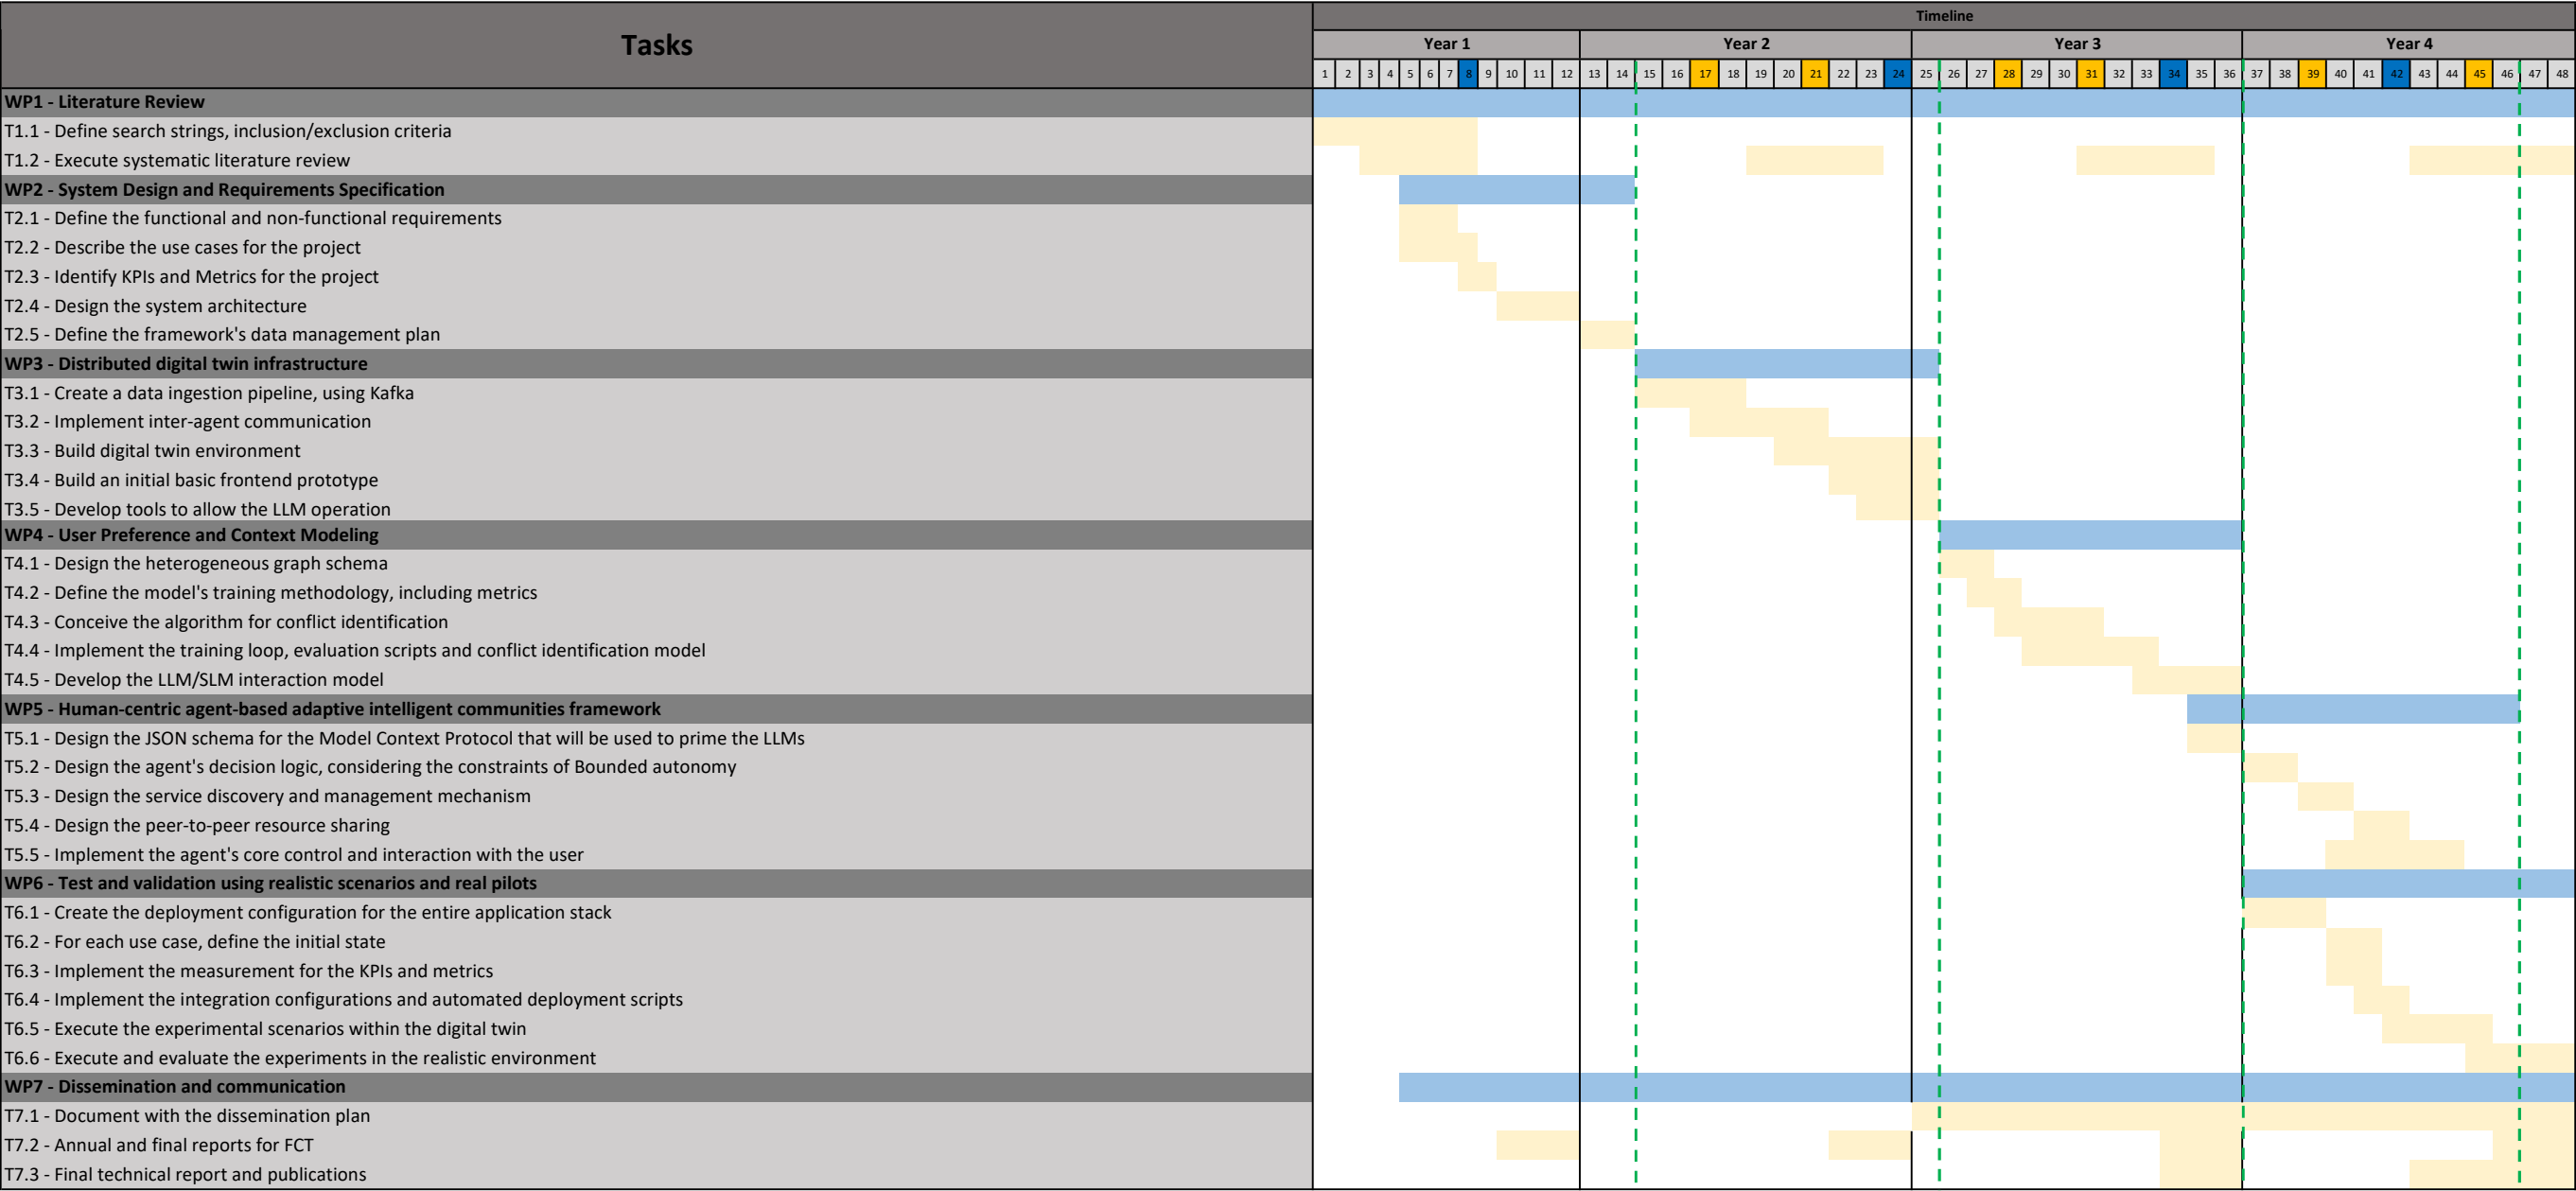 Tasks
Timeline
Year 1 Year 2 Year 3 Year 4
1 2 3 4 5 6 7 8 9 10 11 12 13 14 15 16 17 18 19 20 21 22 23 24 25 26 27 28 29 30 31 32 33 34 35 36 37 38 39 40 41 42 43 44 45 46 47 48
WP1 - Literature Review
T1.1 - Define search strings, inclusion/exclusion criteria
T1.2 - Execute systematic literature review
WP2 - System Design and Requirements Specification
T2.1 - Define the functional and non-functional requirements
T2.2 - Describe the use cases for the project
T2.3 - Identify KPIs and Metrics for the project
T2.4 - Design the system architecture
T2.5 - Define the framework's data management plan
WP3 - Distributed digital twin infrastructure
T3.1 - Create a data ingestion pipeline, using Kafka
T3.2 - Implement inter-agent communication
T3.3 - Build digital twin environment
T3.4 - Build an initial basic frontend prototype
T3.5 - Develop tools to allow the LLM operation
WP4 - User Preference and Context Modeling
T4.1 - Design the heterogeneous graph schema
T4.2 - Define the model's training methodology, including metrics
T4.3 - Conceive the algorithm for conflict identification
T4.4 - Implement the training loop, evaluation scripts and conflict identification model
T4.5 - Develop the LLM/SLM interaction model
WP5 - Human-centric agent-based adaptive intelligent communities framework
T5.1 - Design the JSON schema for the Model Context Protocol that will be used to prime the LLMs
T5.2 - Design the agent's decision logic, considering the constraints of Bounded autonomy
T5.3 - Design the service discovery and management mechanism
T5.4 - Design the peer-to-peer resource sharing
T5.5 - Implement the agent's core control and interaction with the user
WP6 - Test and validation using realistic scenarios and real pilots
T6.1 - Create the deployment configuration for the entire application stack
T6.2 - For each use case, define the initial state
T6.3 - Implement the measurement for the KPIs and metrics
T6.4 - Implement the integration configurations and automated deployment scripts
T6.5 - Execute the experimental scenarios within the digital twin
T6.6 - Execute and evaluate the experiments in the realistic environment
WP7 - Dissemination and communication
T7.1 - Document with the dissemination plan
T7.2 - Annual and final reports for FCT
T7.3 - Final technical report and publications